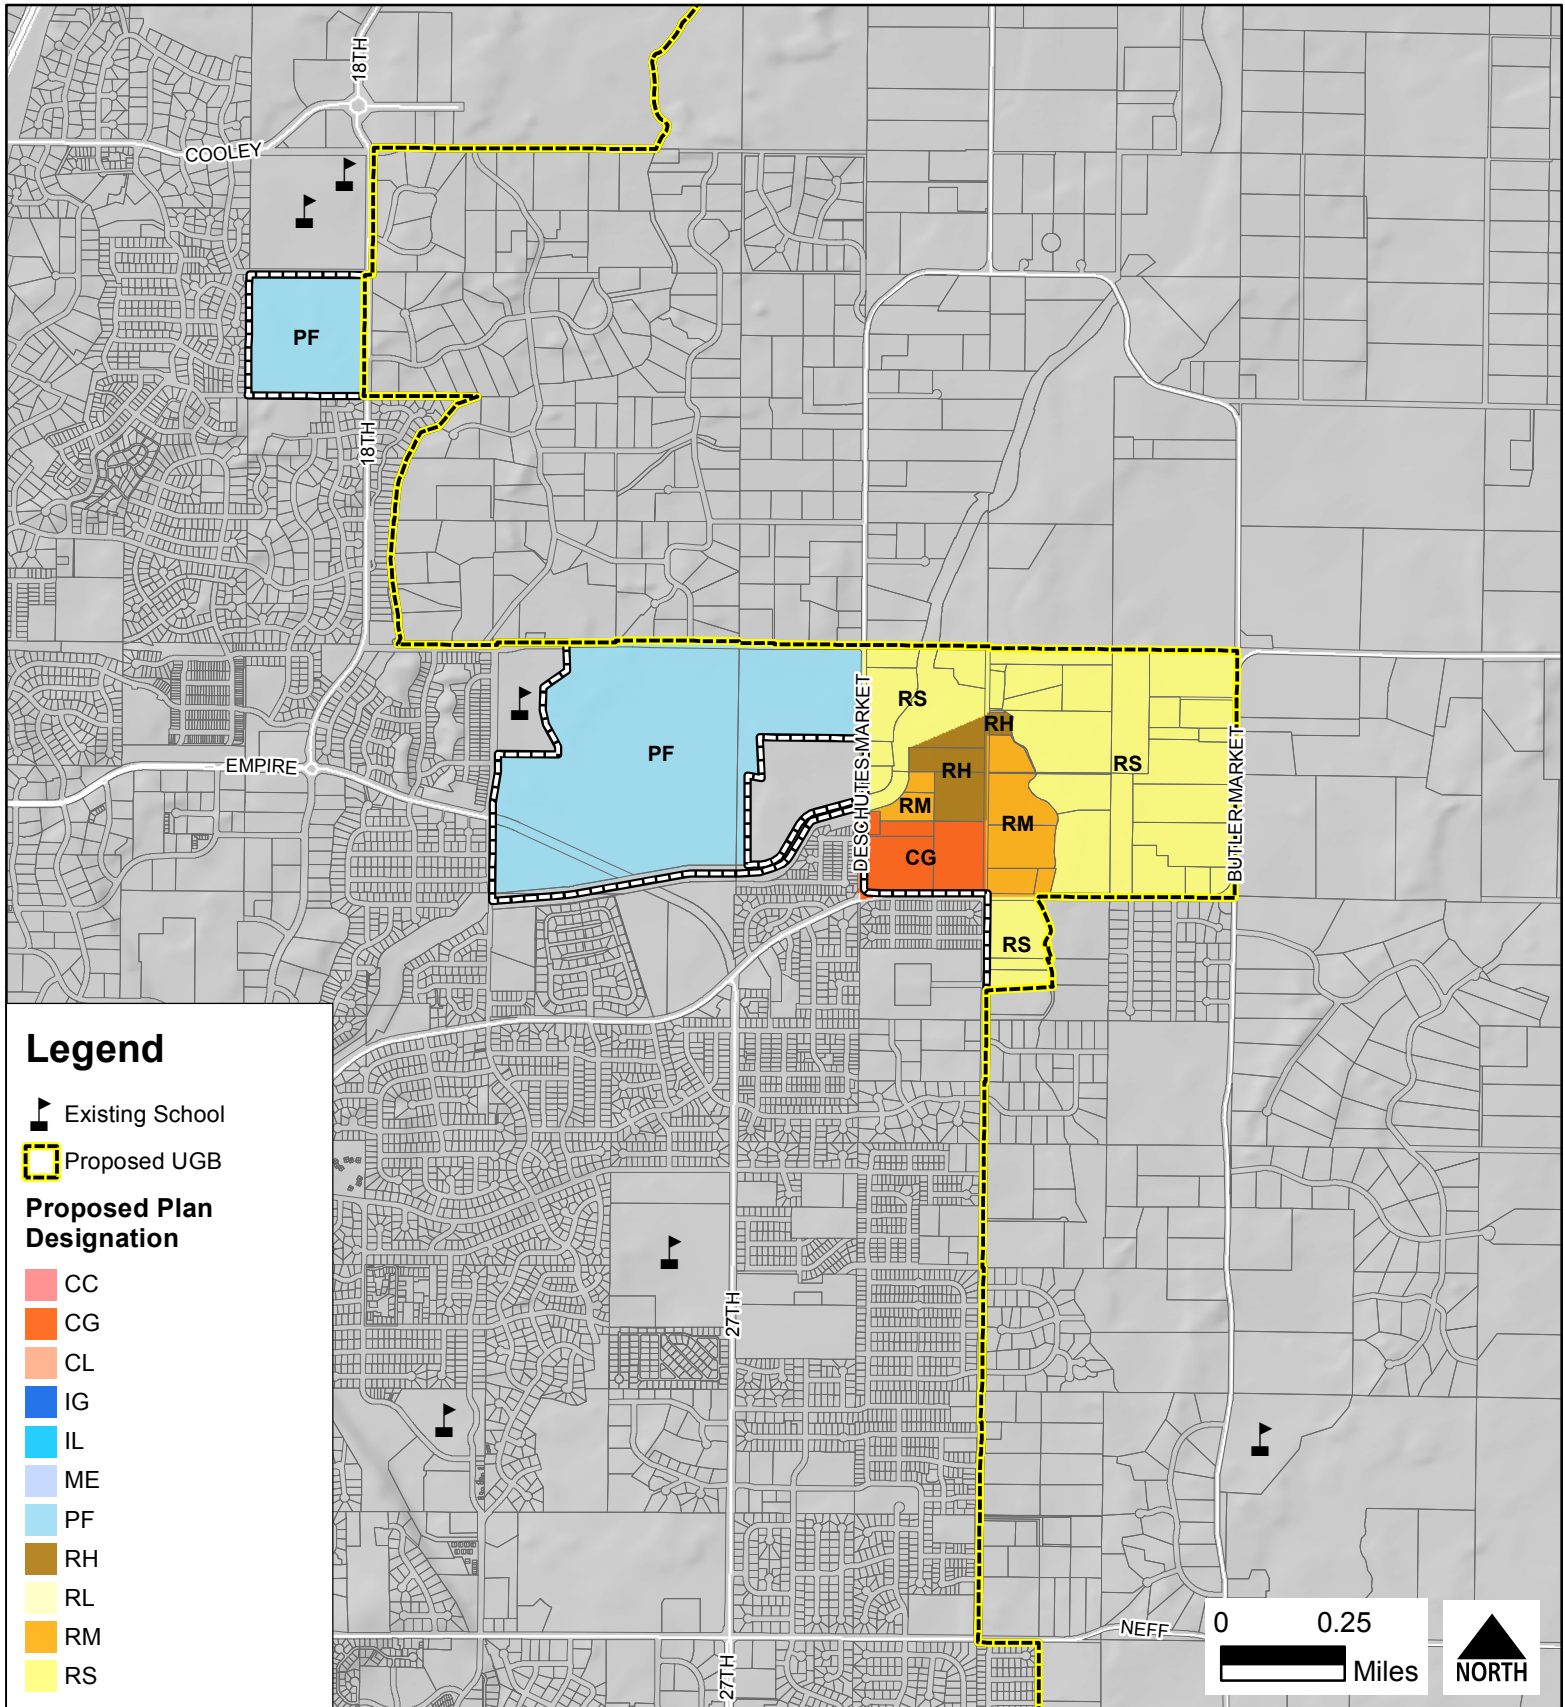 18TH
COOLEY
PF
18TH
DESCHUTES MARKET
RS
RH
PF
RS
EMPIRE
RH
BUTLER MARKET
RM
RM
CG
RS
Legend
Existing School
Proposed UGB
Proposed Plan
Designation
CC
CG
CL
IG
IL
ME
PF
RH
RL
RM
RS
27TH
27TH
NEFF
0 0.25
Miles
NORTH